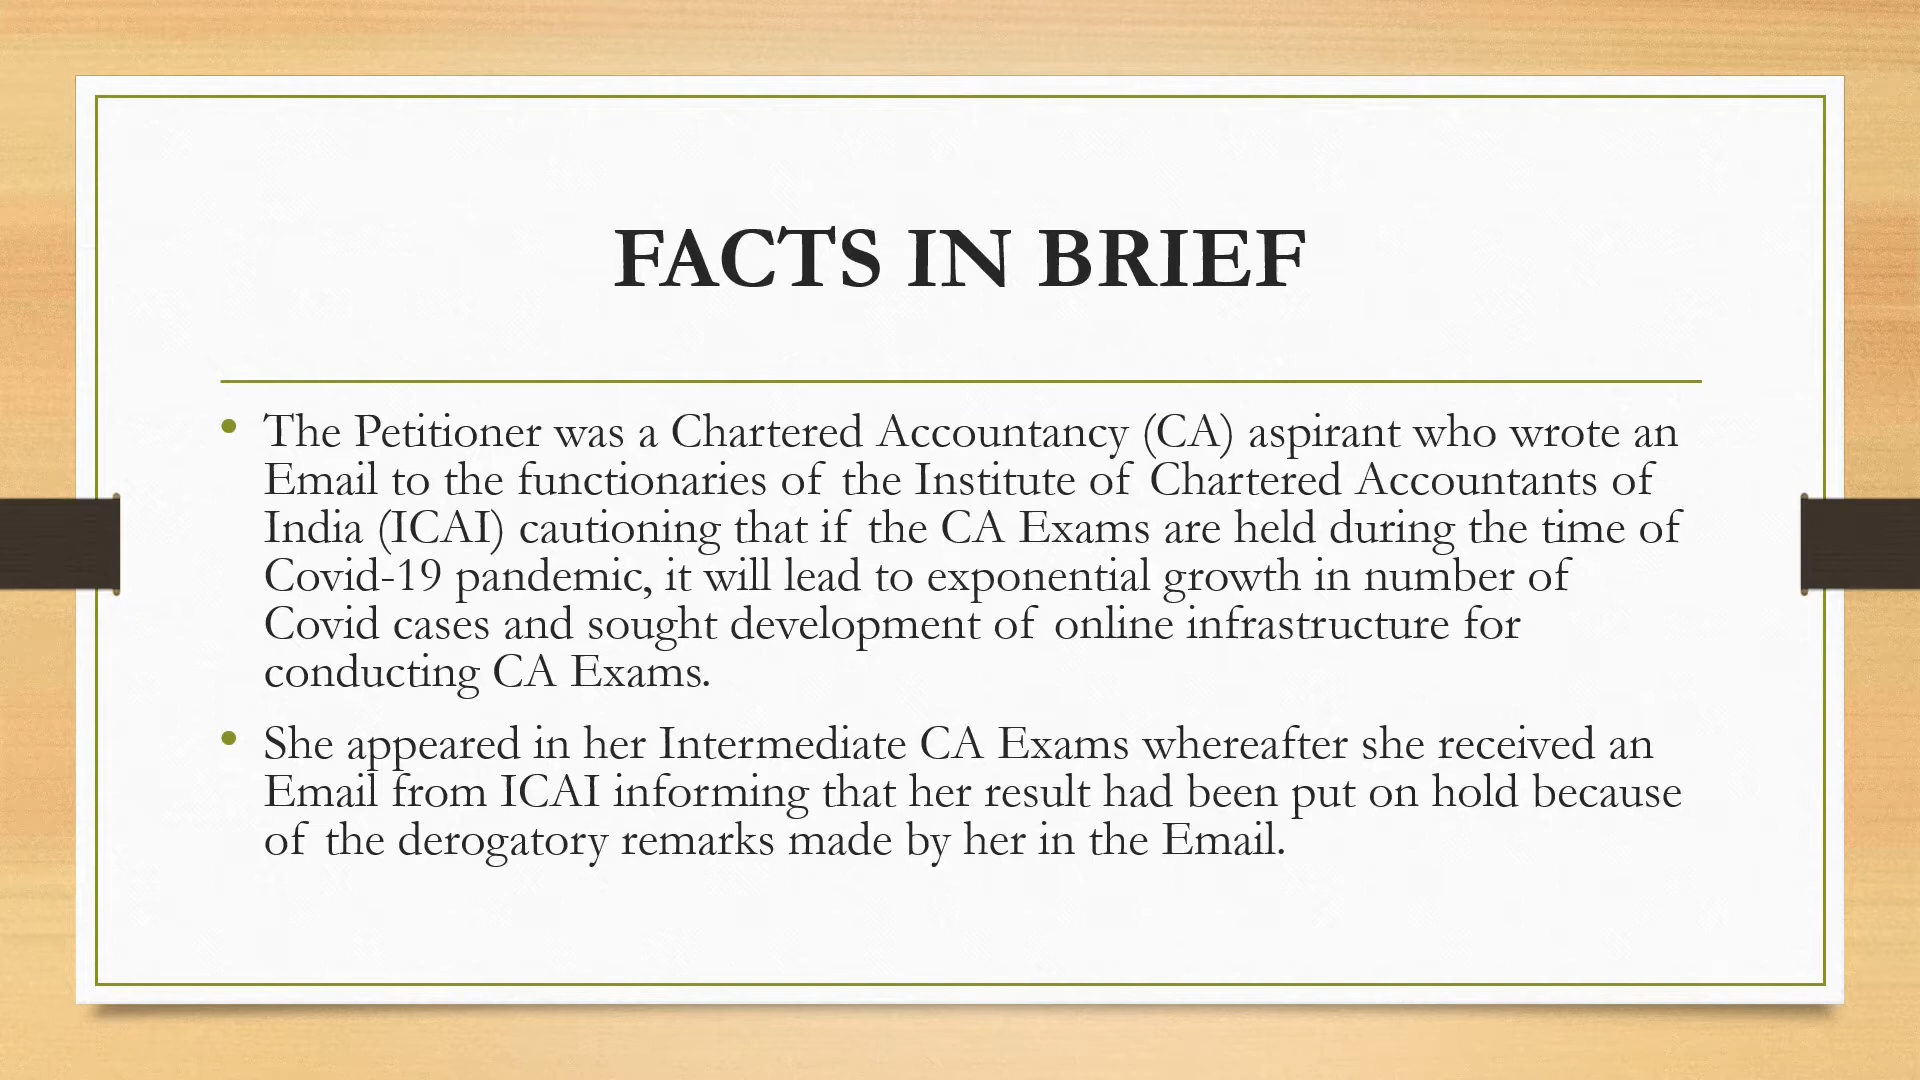 FACTS IN BRIEF
• The Petitioner was a Chartered Accountancy (CA) aspirant who wrote an
Email to the functionaries of the Institute of Chartered Accountants of
India (ICAI) cautioning that if the CA Exams are held during the time of
Covid-19 pandemic, it will lead to exponential growth in number of
Covid cases and sought development of online infrastructure for
conducting CA Exams.
• She appeared in her Intermediate CA Exams whereafter she received an
Email from ICAI informing that her result had been put on hold because
of the derogatory remarks made by her in the Email.